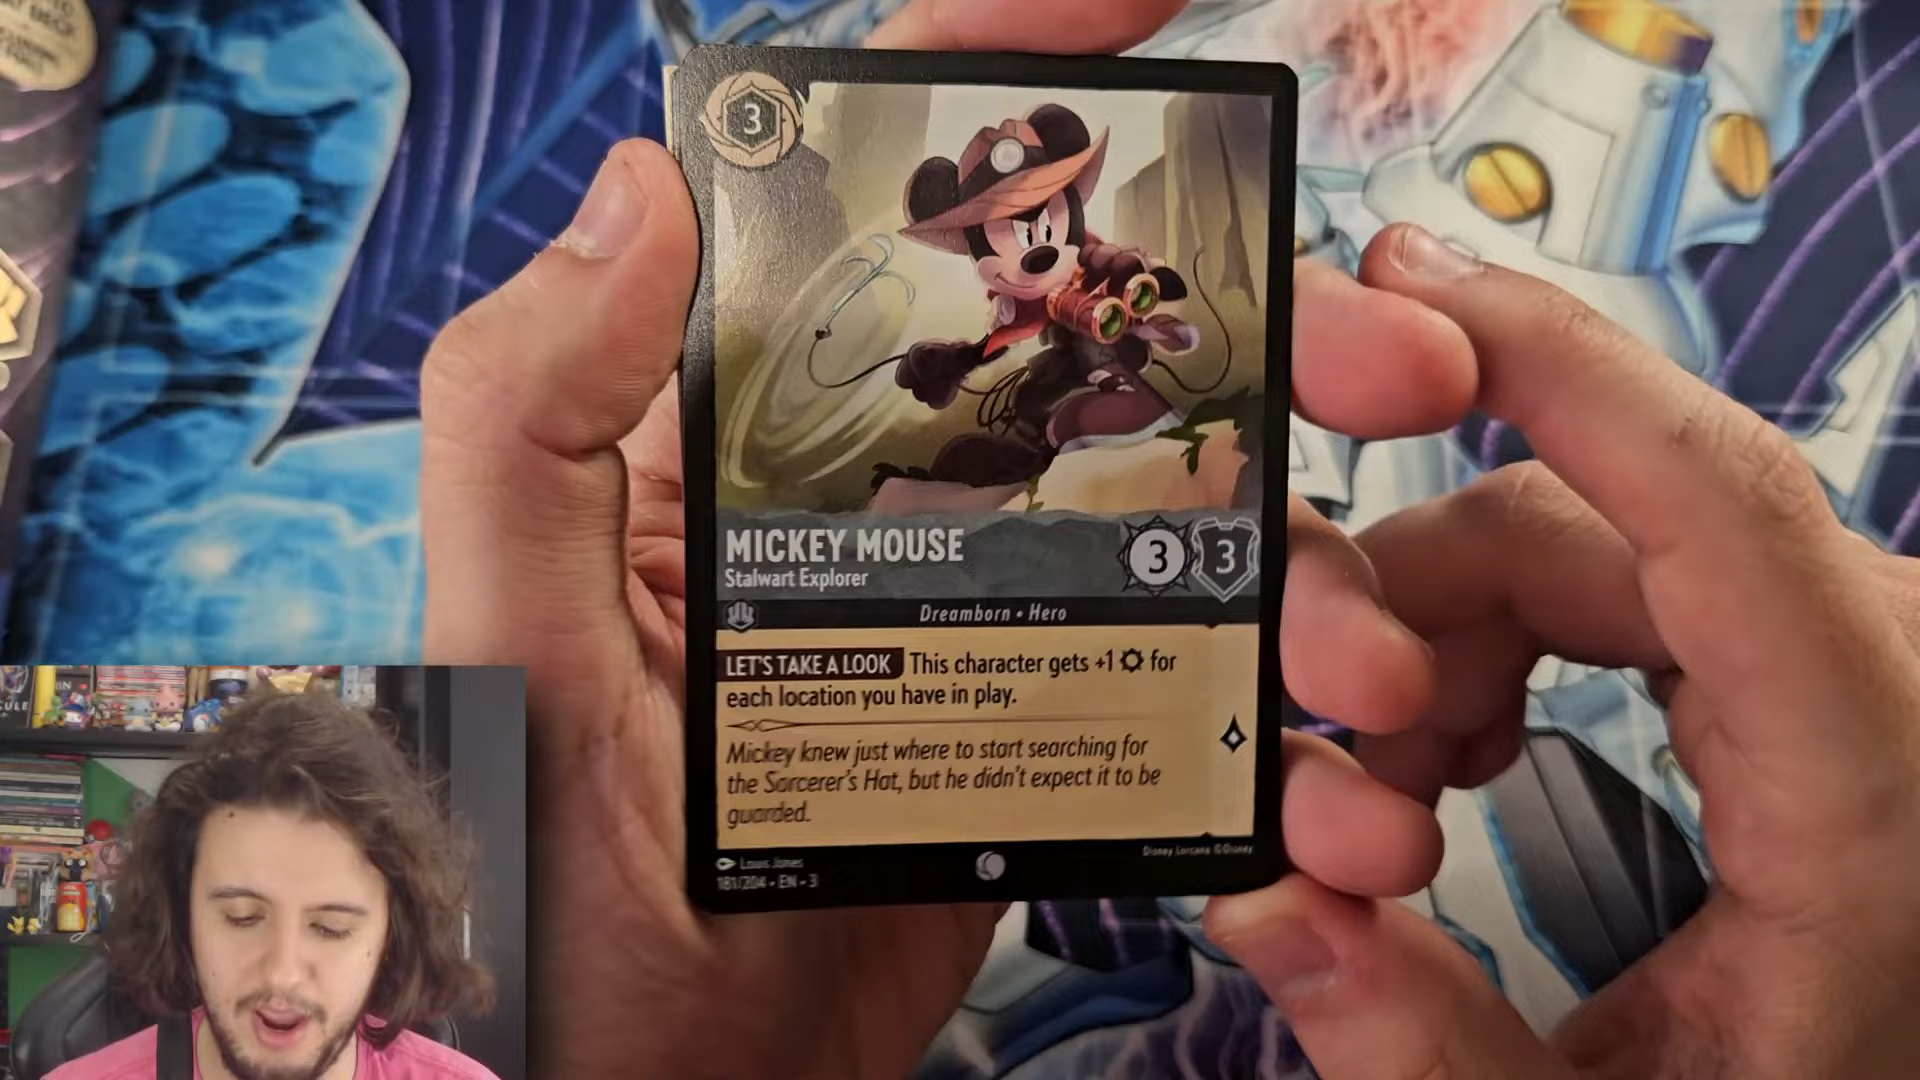 3
MICKEY MOUSE
Stalwart Explorer
3 3
Dreamborn • Hero
LET'S TAKE A LOOK This character gets +1 for
each location you have in play.
Mickey knew just where to start searching for
the Sorcerer's Hat, but he didn't expect it to be
guarded.
Louis Jones
181/204 • EN • 3
Disney Lorcana ©Disney